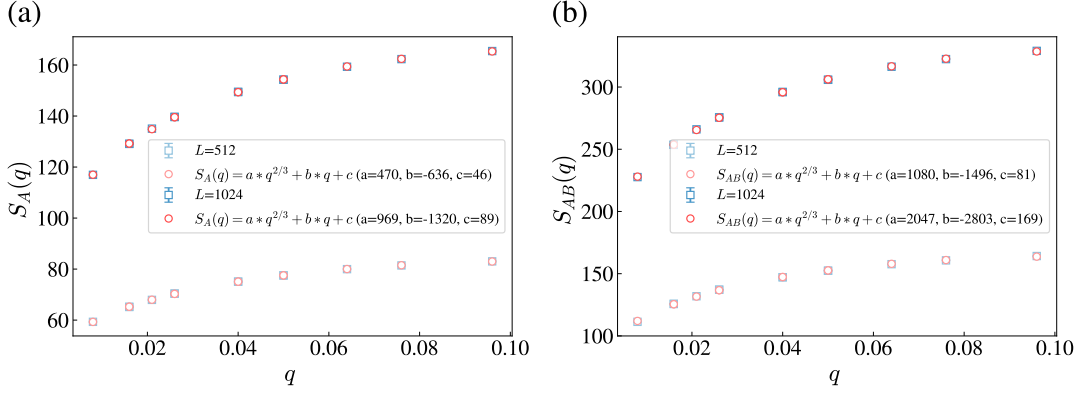 (a)
160
140
120
100
80
60
S_A(q)
L=512
S_A(q) = a * q^{2/3} + b * q + c (a=470, b=-636, c=46)
L=1024
S_A(q) = a * q^{2/3} + b * q + c (a=969, b=-1320, c=89)
0.02 0.04 0.06 0.08 0.10
q
(b)
300
250
200
150
100
S_{AB}(q)
L=512
S_{AB}(q) = a * q^{2/3} + b * q + c (a=1080, b=-1496, c=81)
L=1024
S_{AB}(q) = a * q^{2/3} + b * q + c (a=2047, b=-2803, c=169)
0.02 0.04 0.06 0.08 0.10
q